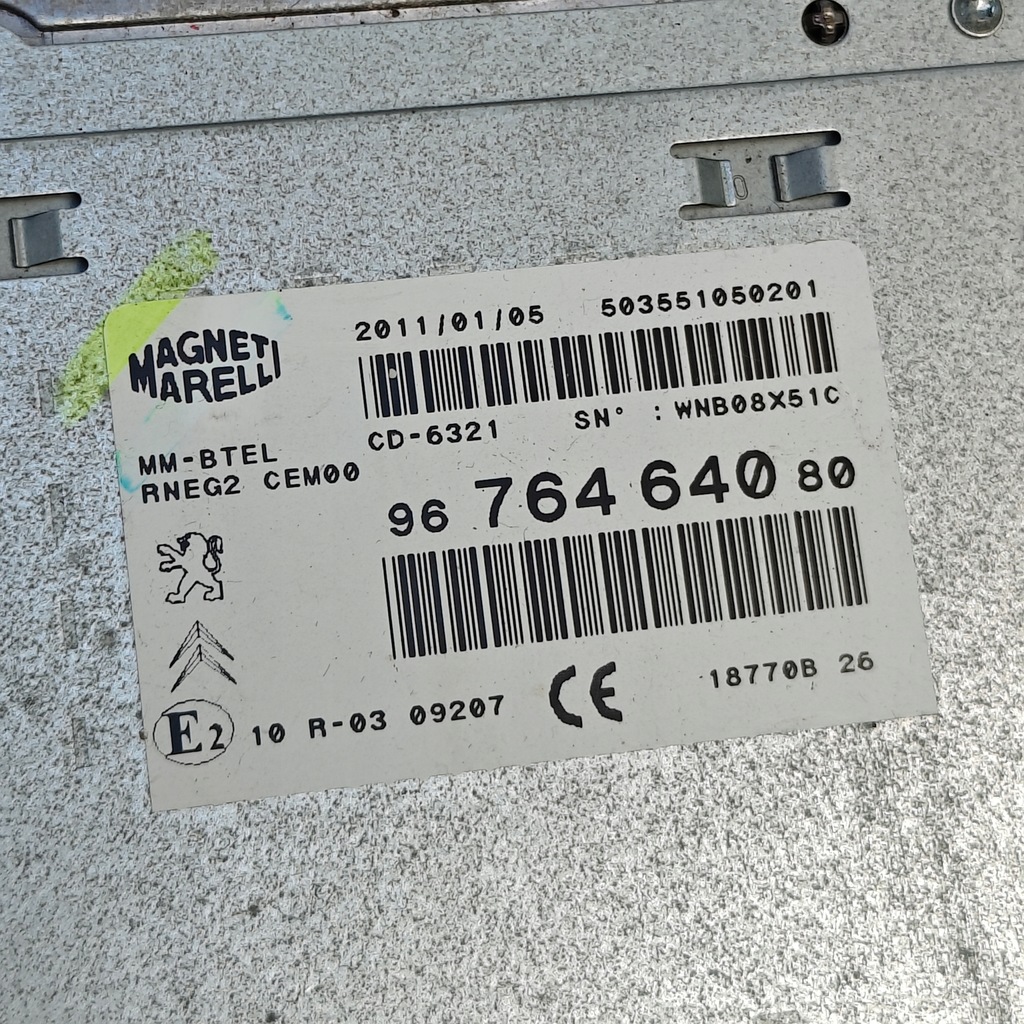 MAGNETI
MARELLI
2011/01/05 503551050201
CD-6321 SN° : WNB08X51C
MM-BTEL
RNEG2 CEM00
96 764 640 80
E2 10 R-03 09207 CE 18770B 26